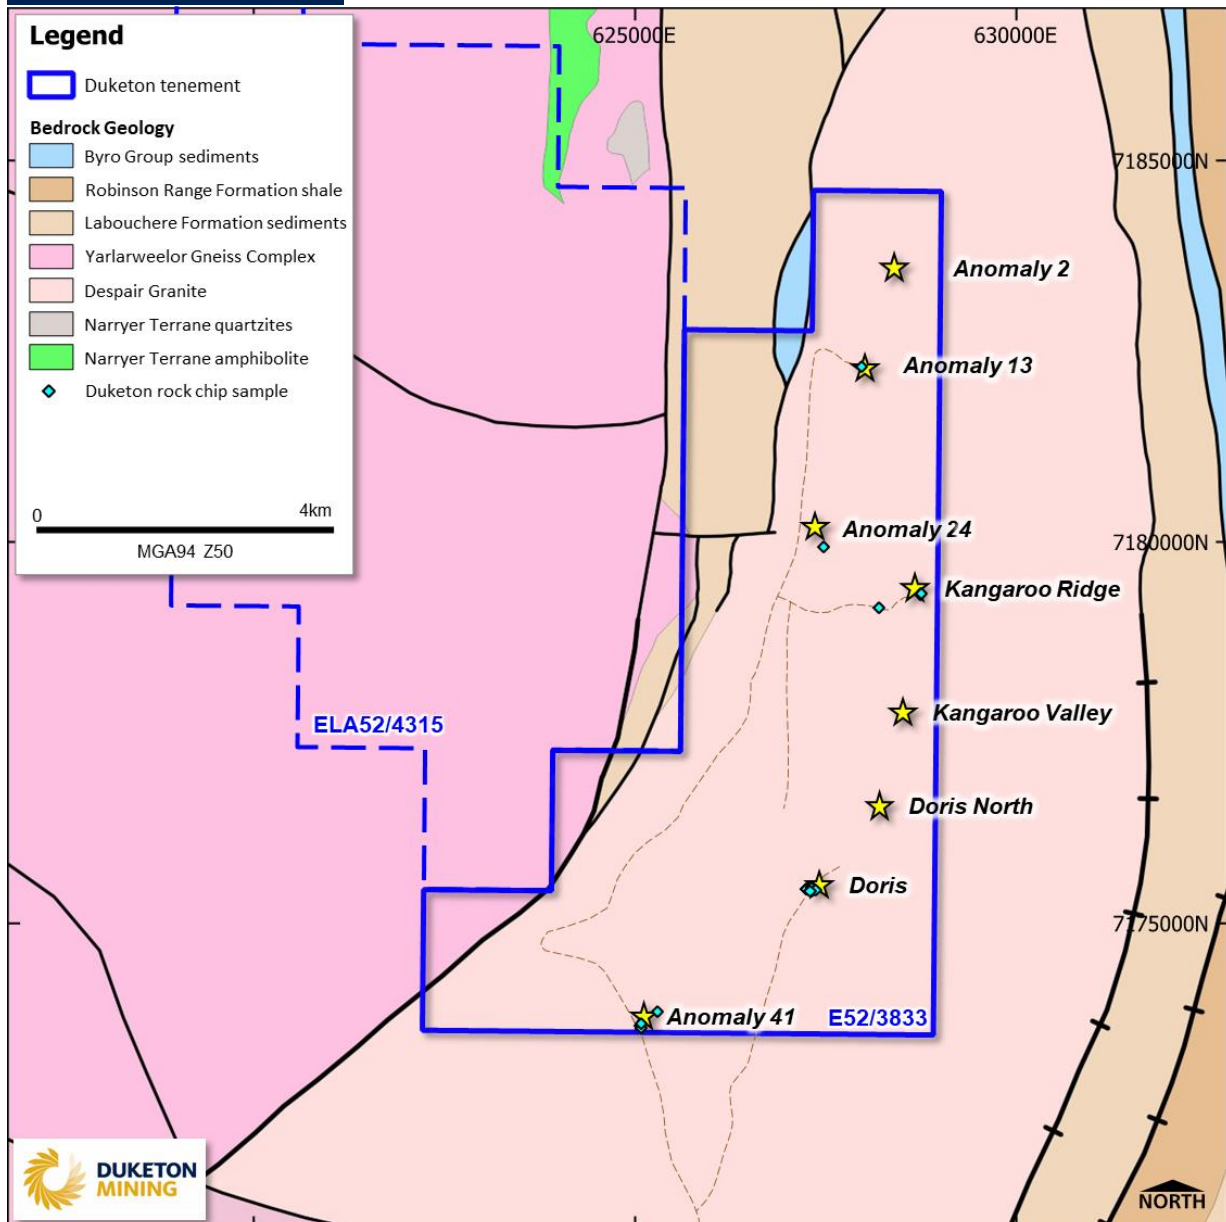 Legend
Duketon tenement
Bedrock Geology
Byro Group sediments
Robinson Range Formation shale
Labouchere Formation sediments
Yarlarweelor Gneiss Complex
Despair Granite
Narryer Terrane quartzites
Narryer Terrane amphibolite
Duketon rock chip sample
0 4km
MGA94 Z50
625000E
630000E
7185000N
Anomaly 2
Anomaly 13
Anomaly 24
7180000N
Kangaroo Ridge
Kangaroo Valley
ELA52/4315
Doris North
Doris
7175000N
Anomaly 41
E52/3833
DUKETON
MINING
NORTH